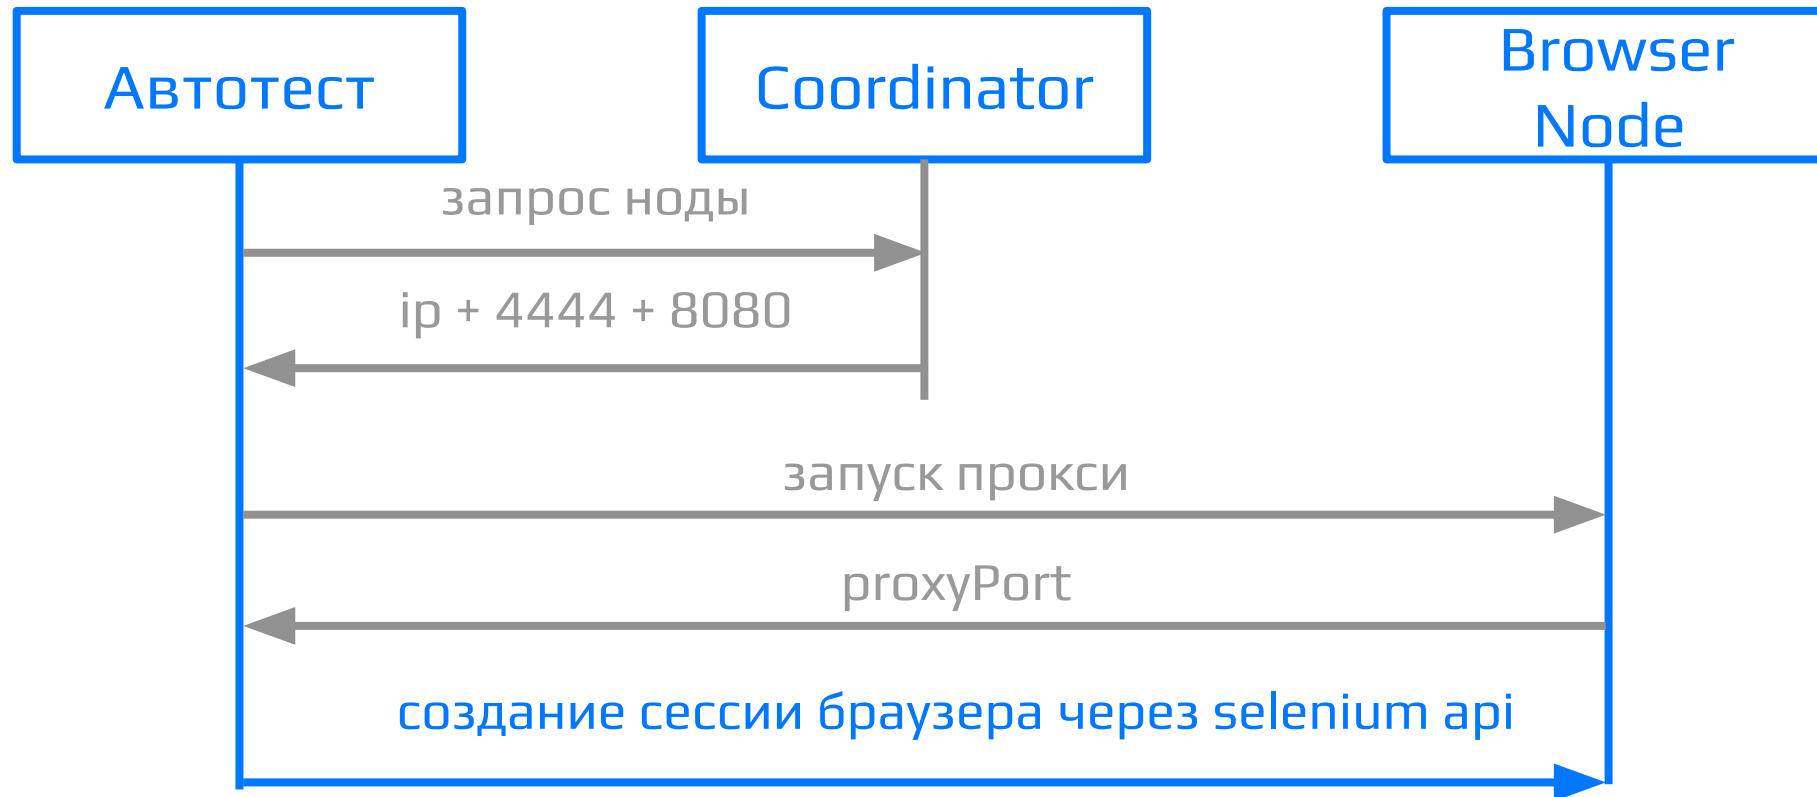 Автотест
Coordinator
Browser
Node
запрос ноды
ip + 4444 + 8080
запуск прокси
proxyPort
создание сессии браузера через selenium api